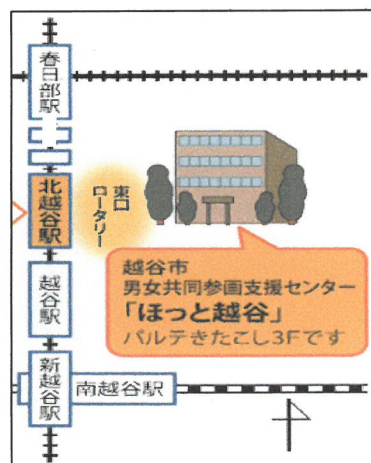 春日部駅
北越谷駅
東口
ロータリー
越谷市
男女共同参画支援センター
「ほっと越谷」
パルテきたこし3Fです
越谷駅
新越谷駅
南越谷駅